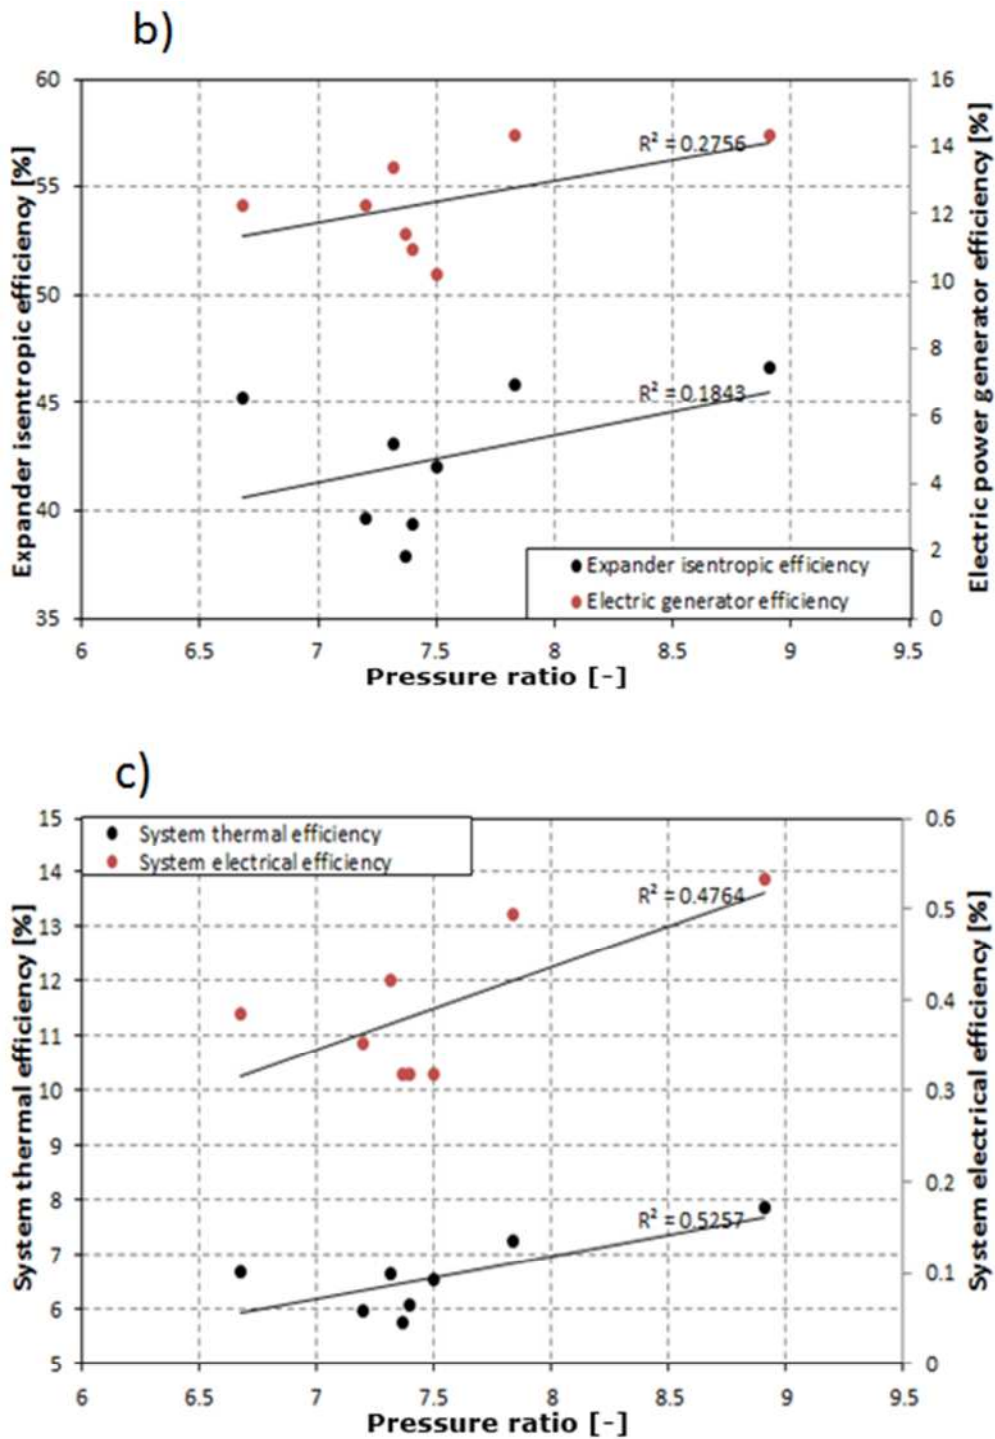 b)
60
55
50
45
40
35
Expander isentropic efficiency [%]
16
14
12
10
8
6
4
2
0
Electric power generator efficiency [%]
R² = 0.2756
R² = 0.1843
Expander isentropic efficiency
Electric generator efficiency
6 6.5 7 7.5 8 8.5 9 9.5
Pressure ratio [-]
c)
15
14
13
12
11
10
9
8
7
6
5
System thermal efficiency [%]
System thermal efficiency
System electrical efficiency
0.6
0.5
0.4
0.3
0.2
0.1
0
System electrical efficiency [%]
R² = 0.4764
R² = 0.5257
6 6.5 7 7.5 8 8.5 9 9.5
Pressure ratio [-]